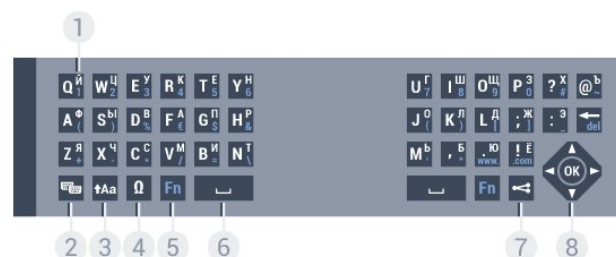 1
Q Й 1 W Ц 2 E У 3 R К 4 T Е 5 Y Н 6 U Г 7 I Ш 8 O Щ 9 P З 0 ? Х # @ Ъ
A Ф ( S Ы ) D В % F А € G П $ H Р & J О ( K Л ) L Д ; Ж ] : Э _ del
Z Я + X Ч - C С * V М / B И = N Т \ M Ь , Б . Ю www. ! Ё .com
Aa Ω Fn Fn OK
2 3 4 5 6 7 8